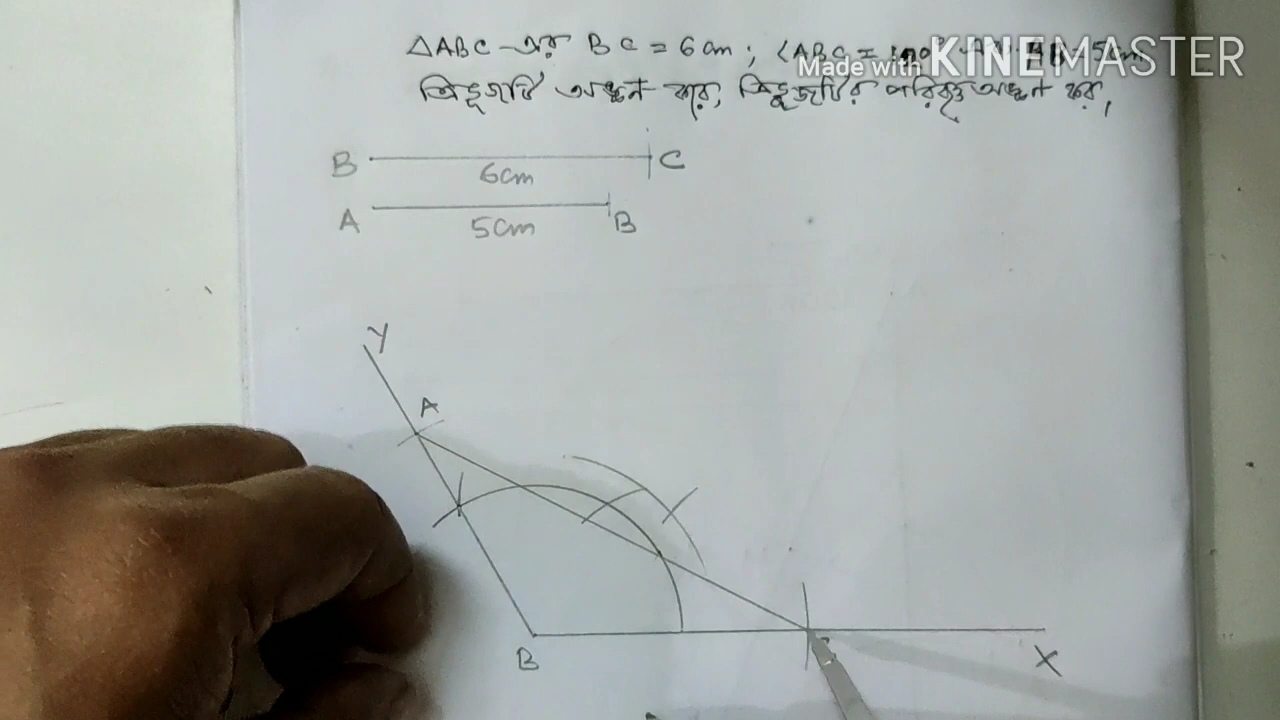 △ABC -এর BC = 6 cm ; <ABC = 5cm
ত্রিভূজটি অঙ্কন করে, ত্রিভূজটির পরিবৃত্ত অঙ্কন কর,
Made with KINEMASTER
B C
6cm
A B
5cm
Y
A
B
X